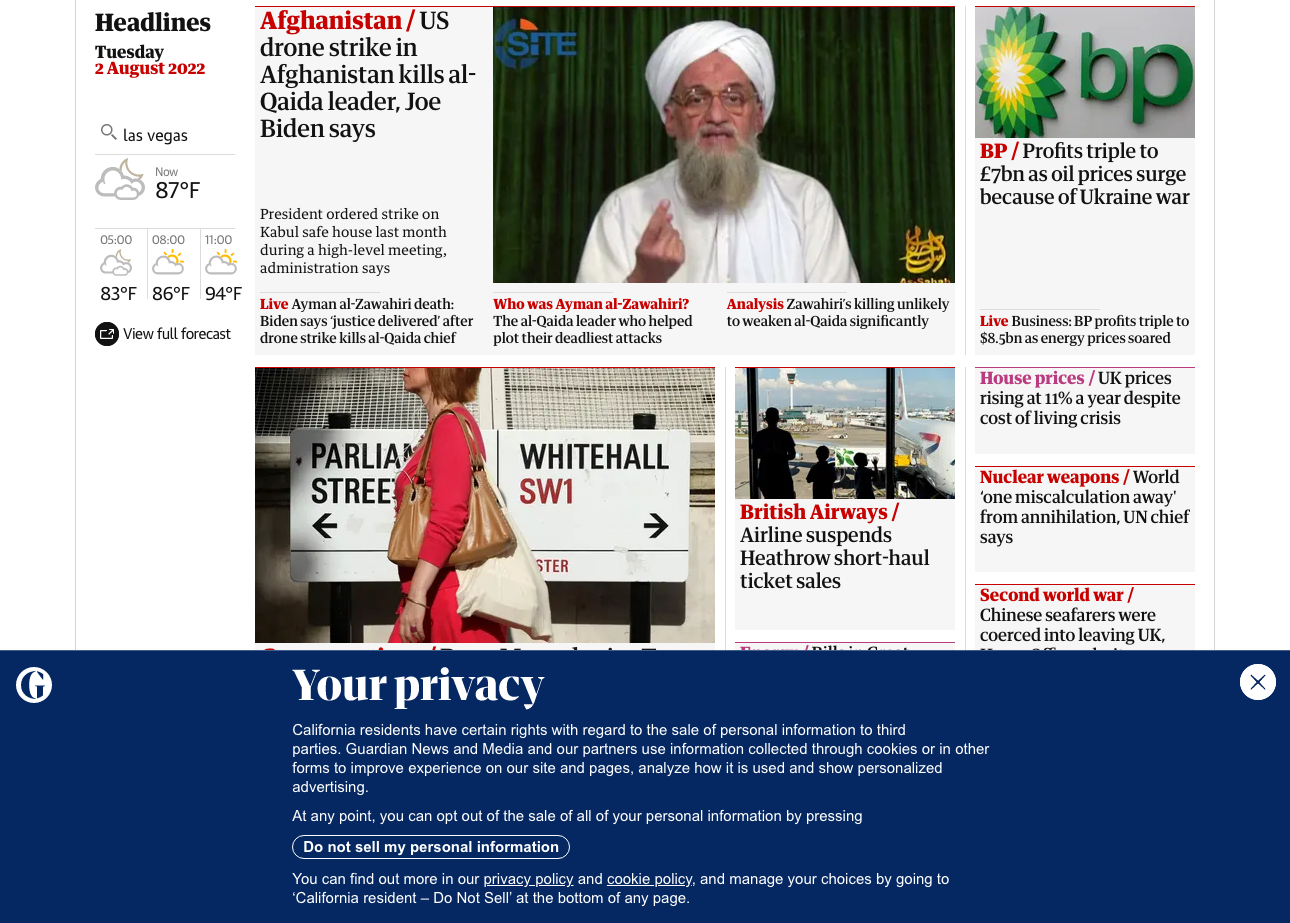 Headlines
Tuesday
2 August 2022
las vegas
Now
87°F
05:00
08:00
11:00
83°F
86°F
94°F
View full forecast
Afghanistan / US
drone strike in
Afghanistan kills al-
Qaida leader, Joe
Biden says
President ordered strike on
Kabul safe house last month
during a high-level meeting,
administration says
SITE
Live Ayman al-Zawahiri death:
Biden says ‘justice delivered’ after
drone strike kills al-Qaida chief
Who was Ayman al-Zawahiri?
The al-Qaida leader who helped
plot their deadliest attacks
Analysis Zawahiri’s killing unlikely
to weaken al-Qaida significantly
bp
BP / Profits triple to
£7bn as oil prices surge
because of Ukraine war
Live Business: BP profits triple to
$8.5bn as energy prices soared
STREE
WHITEHALL
SW1
British Airways /
Airline suspends
Heathrow short-haul
ticket sales
House prices / UK prices
rising at 11% a year despite
cost of living crisis
Nuclear weapons / World
‘one miscalculation away’
from annihilation, UN chief
says
Second world war /
Chinese seafarers were
coerced into leaving UK,
Your privacy
California residents have certain rights with regard to the sale of personal information to third
parties. Guardian News and Media and our partners use information collected through cookies or in other
forms to improve experience on our site and pages, analyze how it is used and show personalized
advertising.
At any point, you can opt out of the sale of all of your personal information by pressing
Do not sell my personal information
You can find out more in our privacy policy and cookie policy, and manage your choices by going to
‘California resident – Do Not Sell’ at the bottom of any page.